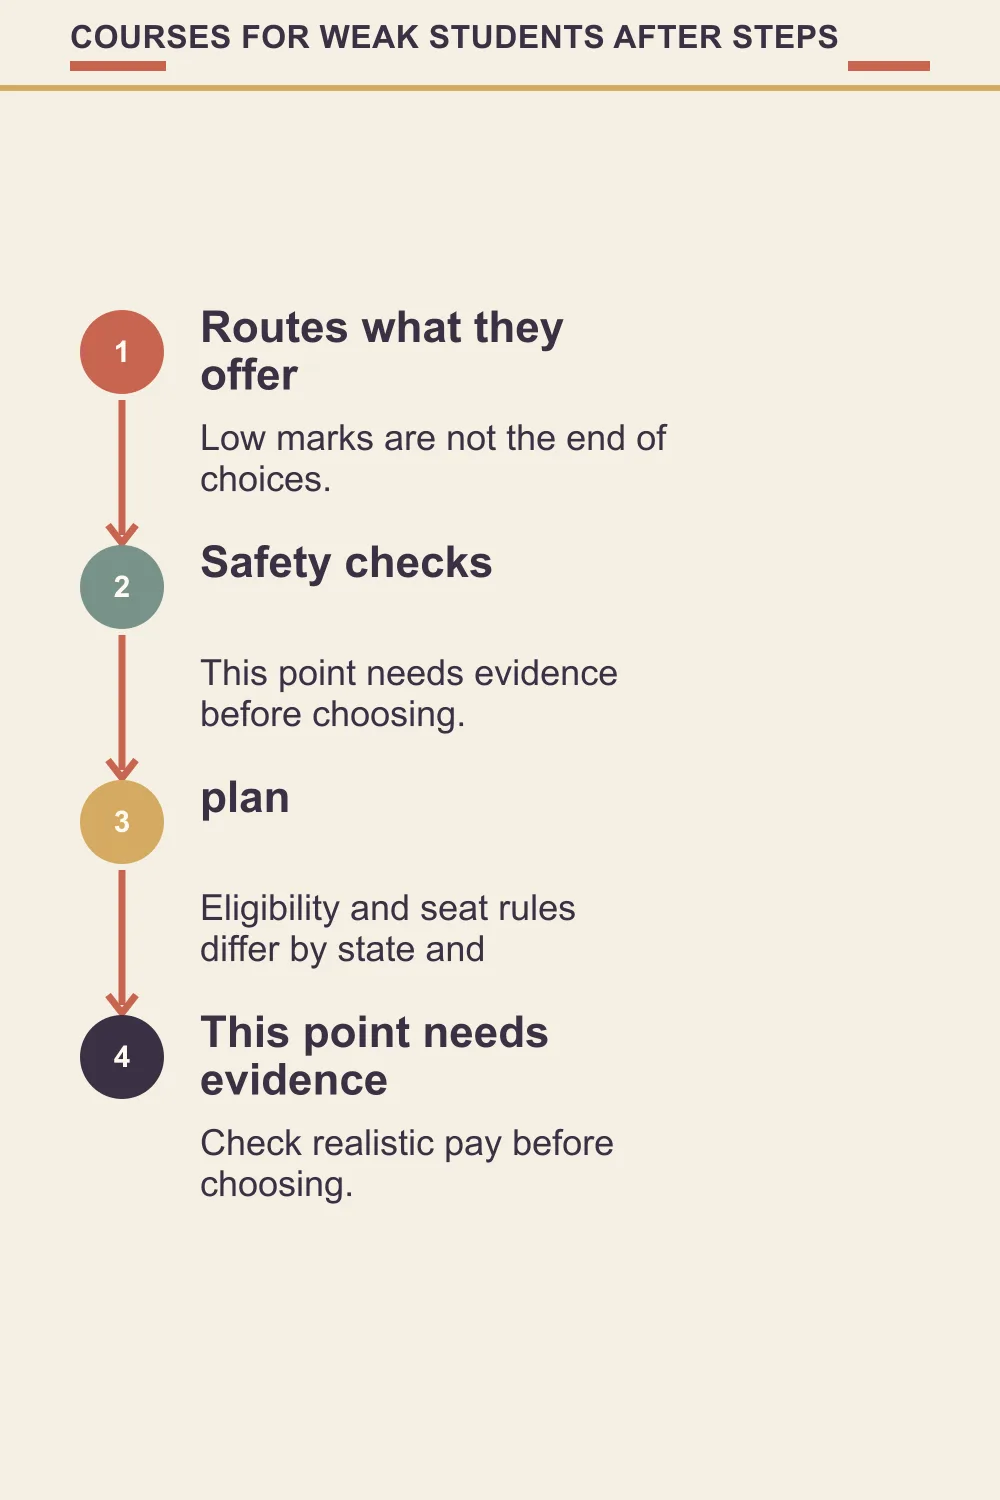 COURSES FOR WEAK STUDENTS AFTER STEPS
1
Routes what they
offer
Low marks are not the end of
choices.
2
Safety checks
This point needs evidence
before choosing.
3
plan
Eligibility and seat rules
differ by state and
4
This point needs
evidence
Check realistic pay before
choosing.